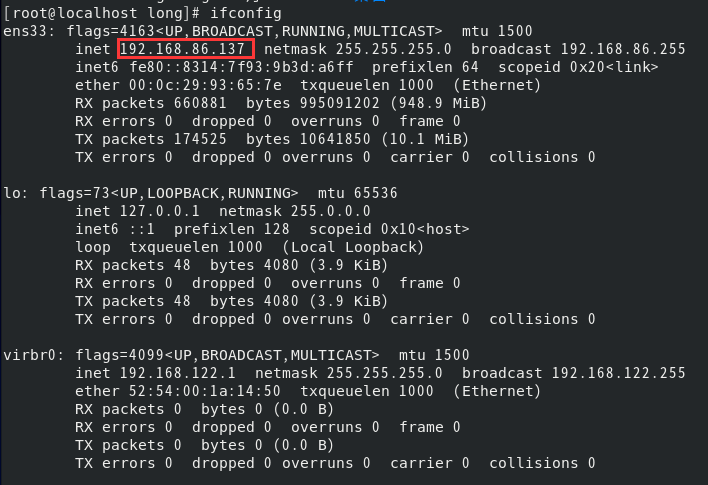 [root@localhost long]# ifconfig
ens33: flags=4163<UP,BROADCAST,RUNNING,MULTICAST>  mtu 1500
        inet 192.168.86.137  netmask 255.255.255.0  broadcast 192.168.86.255
        inet6 fe80::8314:7f93:9b3d:a6ff  prefixlen 64  scopeid 0x20<link>
        ether 00:0c:29:93:65:7e  txqueuelen 1000  (Ethernet)
        RX packets 660881  bytes 995091202 (948.9 MiB)
        RX errors 0  dropped 0  overruns 0  frame 0
        TX packets 174525  bytes 10641850 (10.1 MiB)
        TX errors 0  dropped 0 overruns 0  carrier 0  collisions 0

lo: flags=73<UP,LOOPBACK,RUNNING>  mtu 65536
        inet 127.0.0.1  netmask 255.0.0.0
        inet6 ::1  prefixlen 128  scopeid 0x10<host>
        loop  txqueuelen 1000  (Local Loopback)
        RX packets 48  bytes 4080 (3.9 KiB)
        RX errors 0  dropped 0  overruns 0  frame 0
        TX packets 48  bytes 4080 (3.9 KiB)
        TX errors 0  dropped 0 overruns 0  carrier 0  collisions 0

virbr0: flags=4099<UP,BROADCAST,MULTICAST>  mtu 1500
        inet 192.168.122.1  netmask 255.255.255.0  broadcast 192.168.122.255
        ether 52:54:00:1a:14:50  txqueuelen 1000  (Ethernet)
        RX packets 0  bytes 0 (0.0 B)
        RX errors 0  dropped 0  overruns 0  frame 0
        TX packets 0  bytes 0 (0.0 B)
        TX errors 0  dropped 0 overruns 0  carrier 0  collisions 0